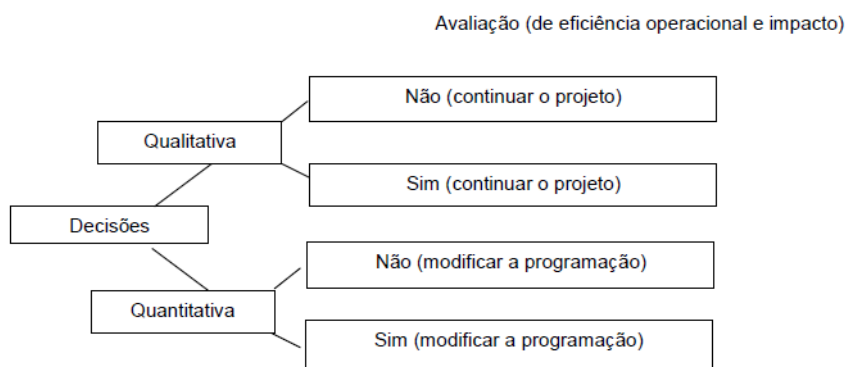 Avaliação (de eficiência operacional e impacto)
Não (continuar o projeto)
Qualitativa
Sim (continuar o projeto)
Decisões
Não (modificar a programação)
Quantitativa
Sim (modificar a programação)